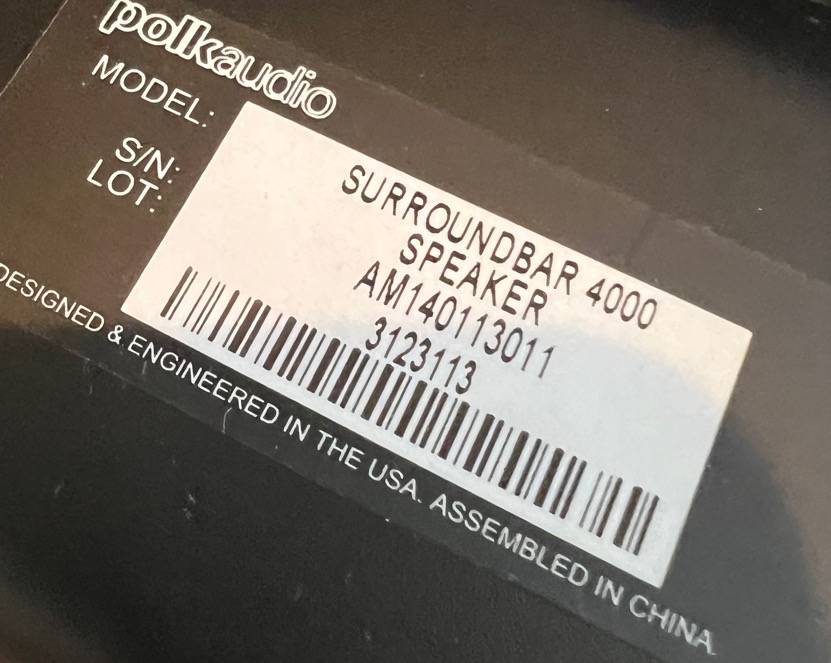 polkaudio
MODEL:
SURROUNDBAR 4000
SPEAKER
S/N:
AM140113011
LOT:
3123113
DESIGNED & ENGINEERED IN THE USA. ASSEMBLED IN CHINA